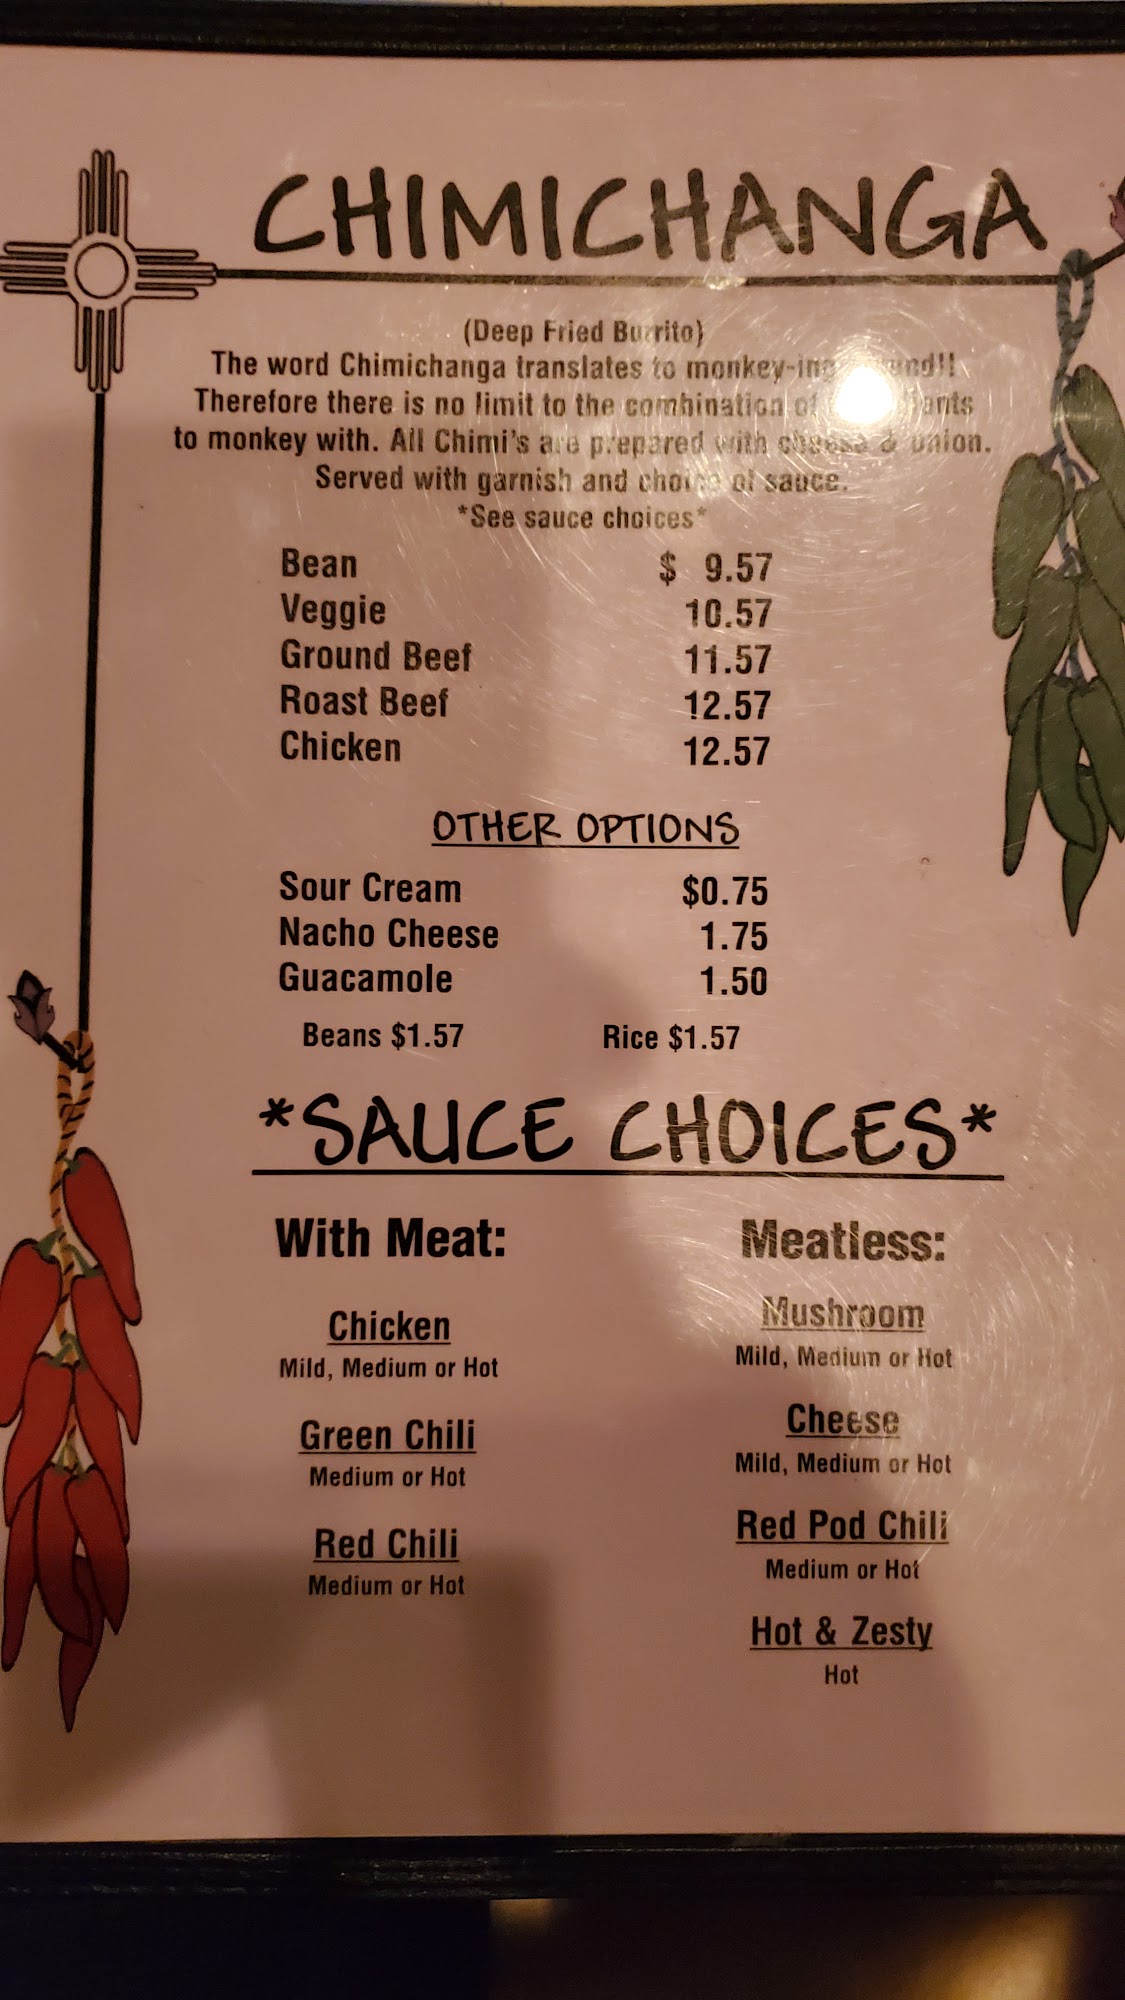 CHIMICHANGA
(Deep Fried Burrito)
The word Chimichanga translates to monkey-ing
Therefore there is no limit to the combination of
to monkey with. All Chimi's are prepared with cheese & onion.
Served with garnish and choice of sauce.
*See sauce choices*
Bean $ 9.57
Veggie 10.57
Ground Beef 11.57
Roast Beef 12.57
Chicken 12.57
OTHER OPTIONS
Sour Cream $0.75
Nacho Cheese 1.75
Guacamole 1.50
Beans $1.57 Rice $1.57
*SAUCE CHOICES*
With Meat: Meatless:
Chicken
Mild, Medium or Hot
Green Chili
Medium or Hot
Red Chili
Medium or Hot
Mushroom
Mild, Medium or Hot
Cheese
Mild, Medium or Hot
Red Pod Chili
Medium or Hot
Hot & Zesty
Hot